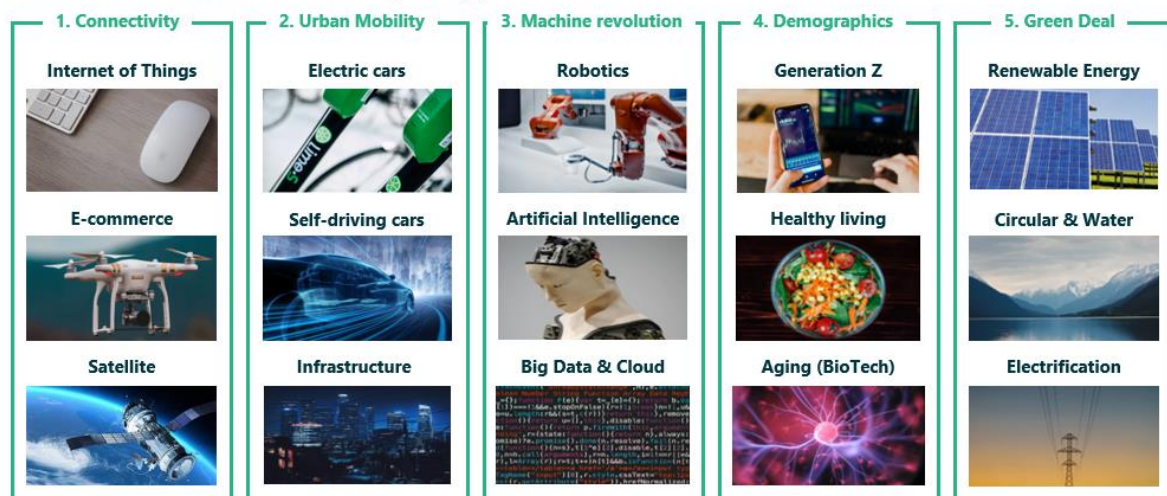 1. Connectivity
Internet of Things
E-commerce
Satellite
2. Urban Mobility
Electric cars
Lime-S
Self-driving cars
Infrastructure
3. Machine revolution
Robotics
Artificial Intelligence
Big Data & Cloud
4. Demographics
Generation Z
Healthy living
Aging (BioTech)
5. Green Deal
Renewable Energy
Circular & Water
Electrification